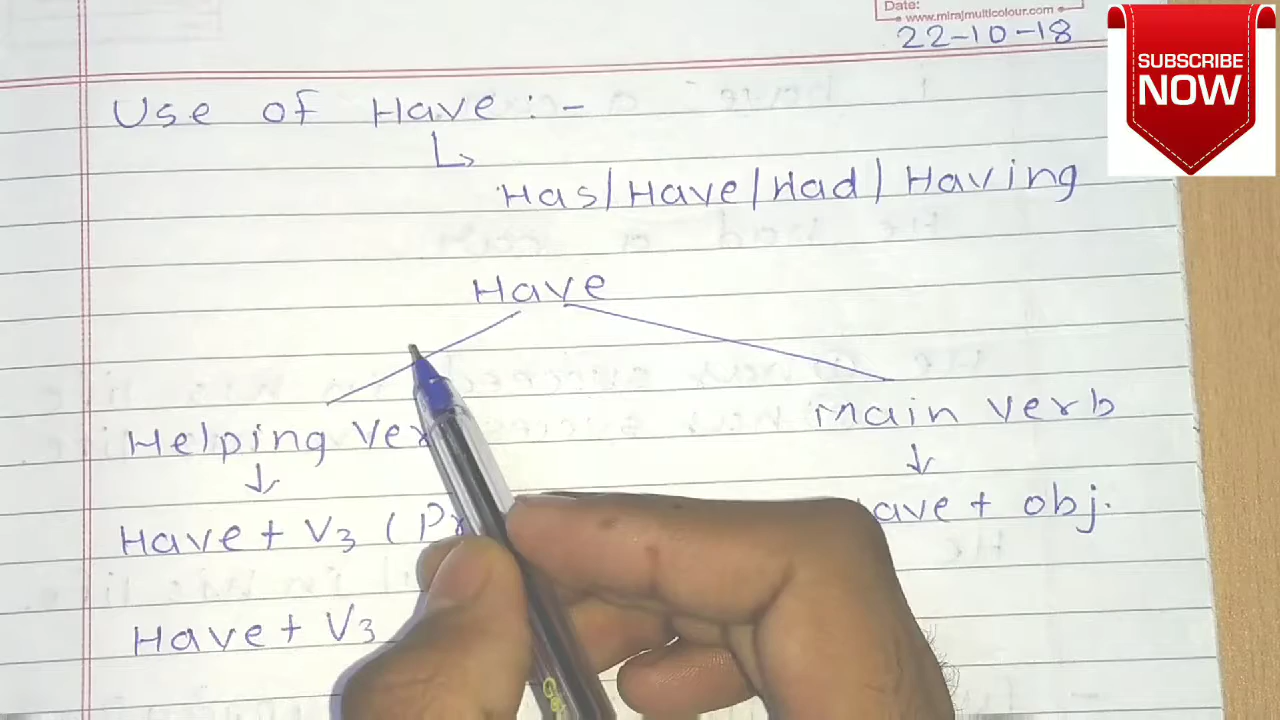 Date:
www.mirajmulticolour.com
22-10-18
SUBSCRIBE
NOW
Use of Have :-
Has/Have/Had/Having
Have
Helping Main Verb
Have + V3 ( + obj.
Have + V3